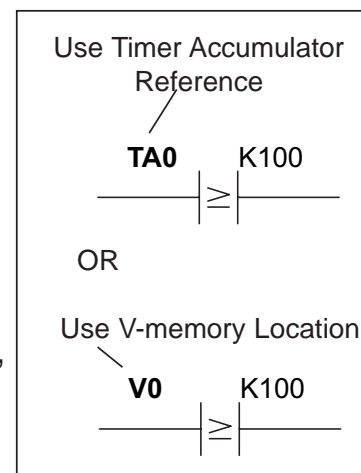 Use Timer Accumulator
Reference
TA0 K100
≥
OR
Use V-memory Location
,
V0 K100
≥